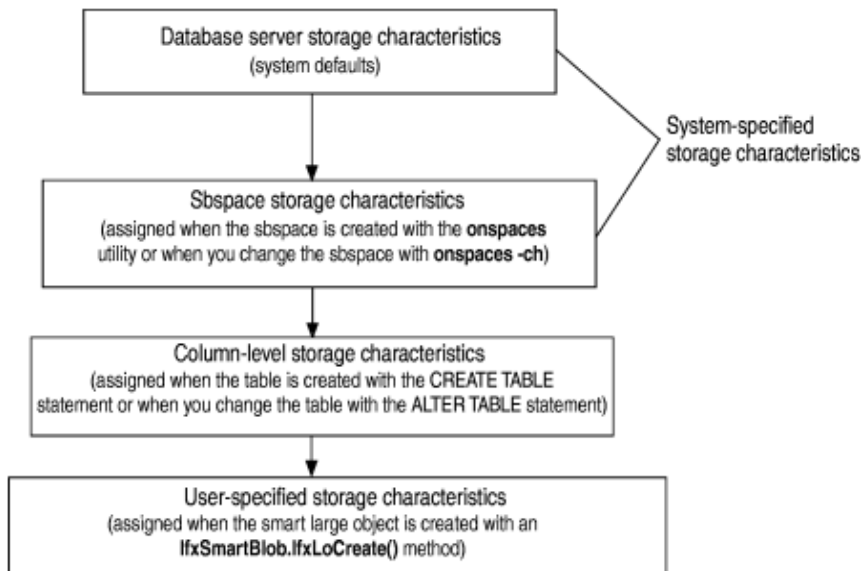 Database server storage characteristics
(system defaults)
System-specified
storage characteristics
Sbspace storage characteristics
(assigned when the sbspace is created with the onspaces
utility or when you change the sbspace with onspaces -ch)
Column-level storage characteristics
(assigned when the table is created with the CREATE TABLE
statement or when you change the table with the ALTER TABLE statement)
User-specified storage characteristics
(assigned when the smart large object is created with an
IfxSmartBlob.IfxLoCreate() method)